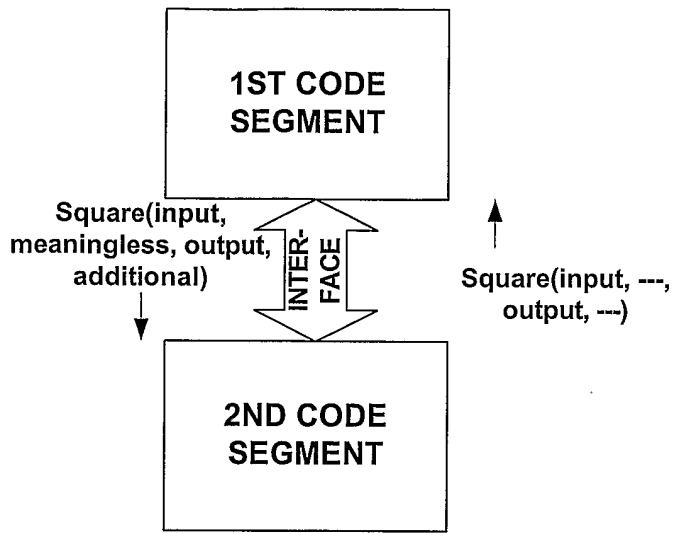 1ST CODE
SEGMENT
Square(input,
meaningless, output,
additional)
INTER-
FACE
Square(input, ---,
output, ---)
2ND CODE
SEGMENT